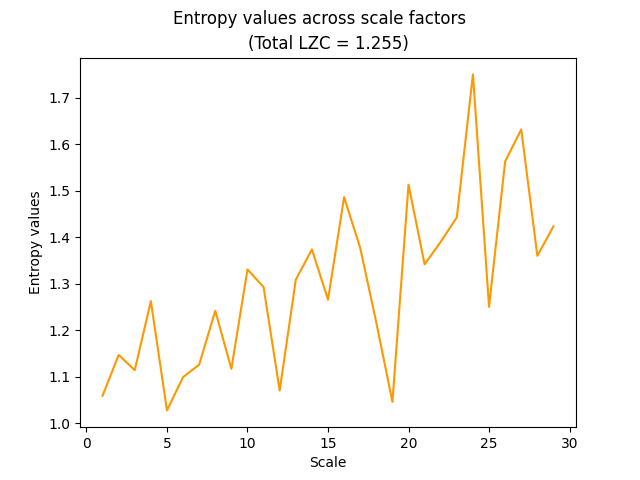 Entropy values across scale factors
(Total LZC = 1.255)
1.7
1.6
1.5
1.4
1.3
1.2
1.1
1.0
Entropy values
0 5 10 15 20 25 30
Scale